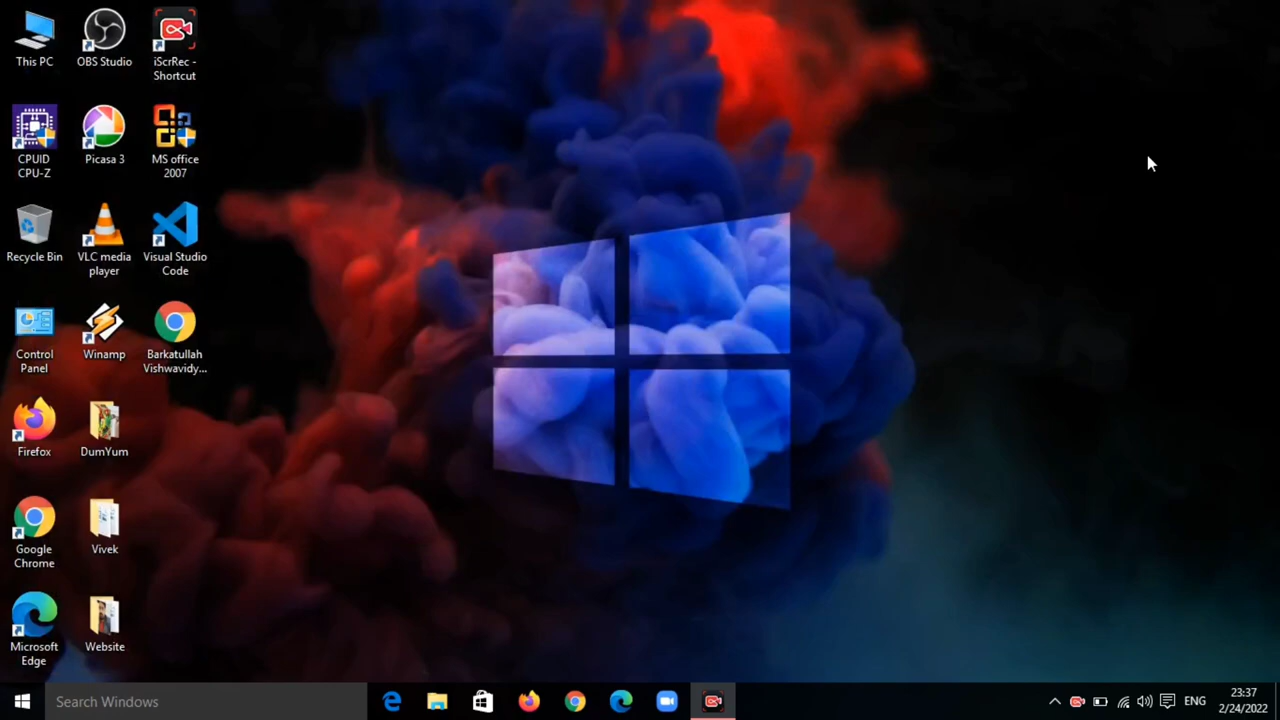 This PC
OBS Studio
iScrRec -
Shortcut
CPUID
CPU-Z
Picasa 3
MS office
2007
Recycle Bin
VLC media
player
Visual Studio
Code
Control
Panel
Winamp
Barkatullah
Vishwavidy...
Firefox
DumYum
Google
Chrome
Vivek
Microsoft
Edge
Website
Search Windows
ENG
23:37
2/24/2022